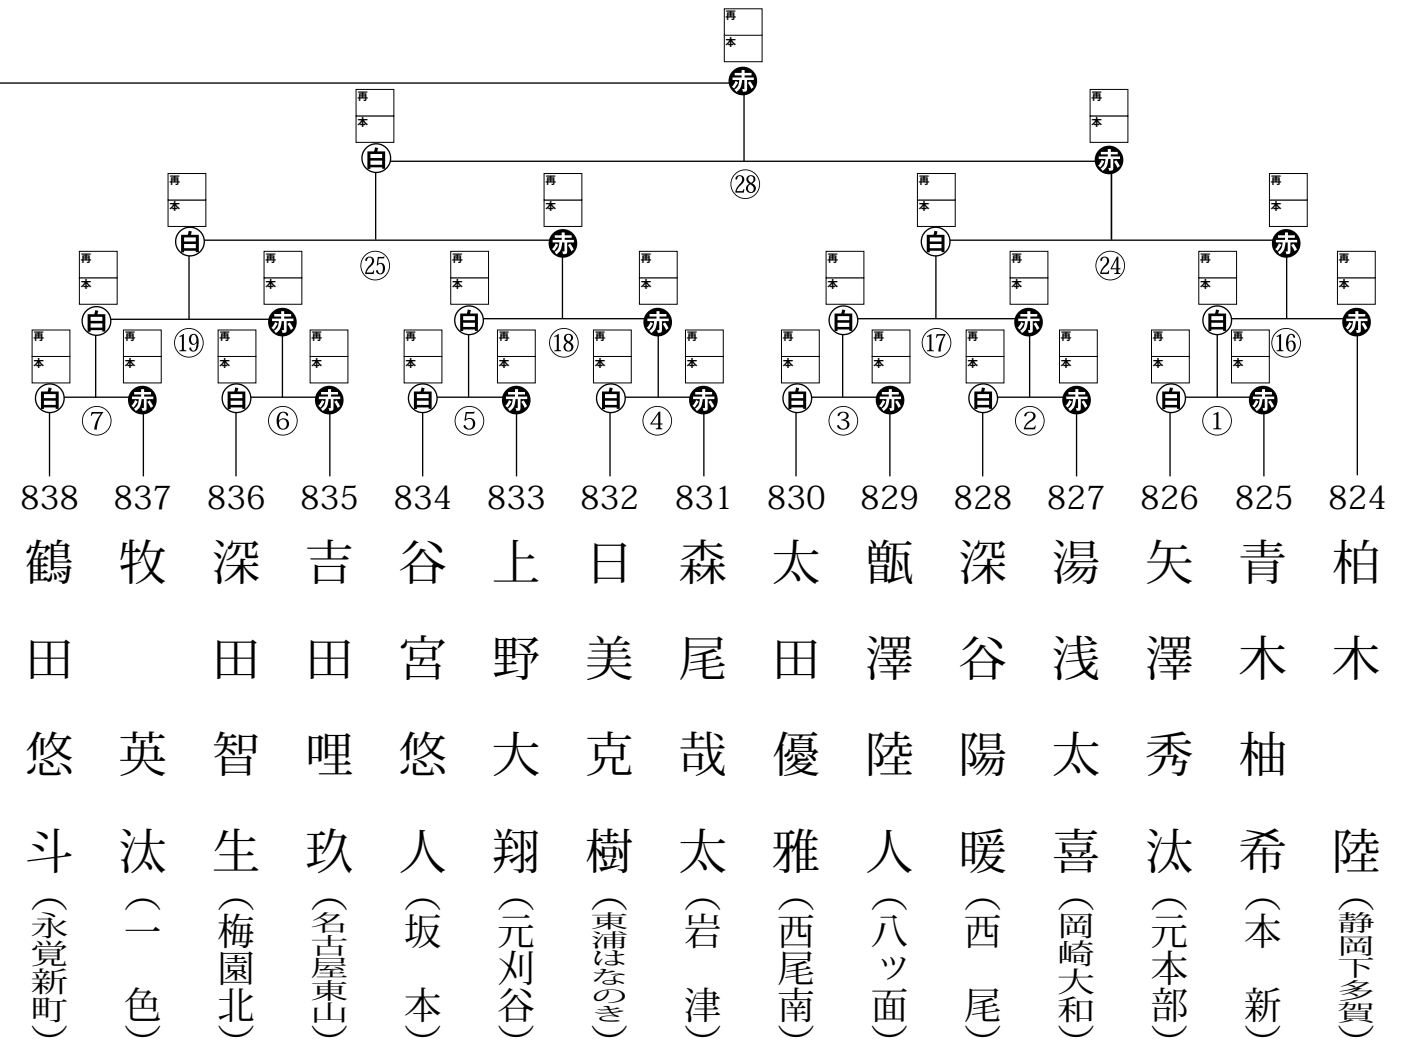 再
本
赤
再
本
再
本
白
赤
㉘
再
本
再
本
再
本
再
本
白
赤
白
赤
㉕
㉔
再
本
再
本
再
本
再
本
再
本
再
本
再
本
再
本
白
赤
白
赤
白
赤
白
赤
⑲
⑱
⑰
⑯
再
本
再
本
再
本
再
本
再
本
再
本
再
本
再
本
再
本
再
本
再
本
再
本
再
本
再
本
白
赤
白
赤
白
赤
白
赤
白
赤
白
赤
白
赤
⑦
⑥
⑤
④
③
②
①
838 837 836 835 834 833 832 831 830 829 828 827 826 825 824
柏木陸(静岡下多賀)
青木柚希(本新)
矢澤秀汰(元本部)
湯浅太喜(岡崎大和)
深谷陽暖(西尾)
甑澤陸人(八ッ面)
太田優雅(西尾南)
森尾哉太(岩津)
日美克樹(東浦はなのき)
上野大翔(元刈谷)
谷宮悠人(坂本)
吉田哩玖(名古屋東山)
深田智生(梅園北)
牧英汰(一色)
鶴田悠斗(永覚新町)